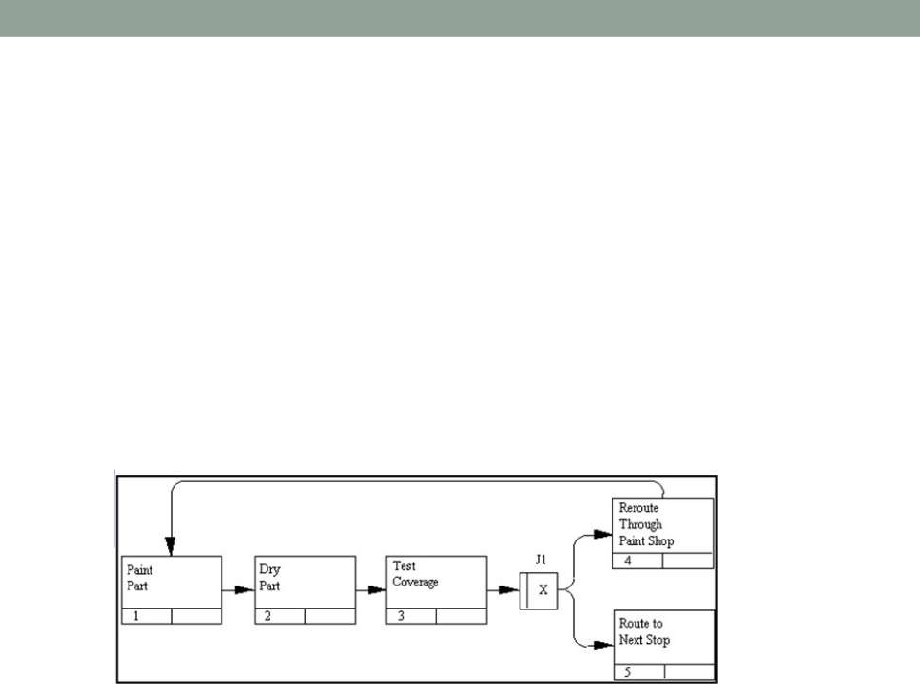 Paint
Part
1
Dry
Part
2
Test
Coverage
3
J1
X
Reroute
Through
Paint Shop
4
Route to
Next Stop
5